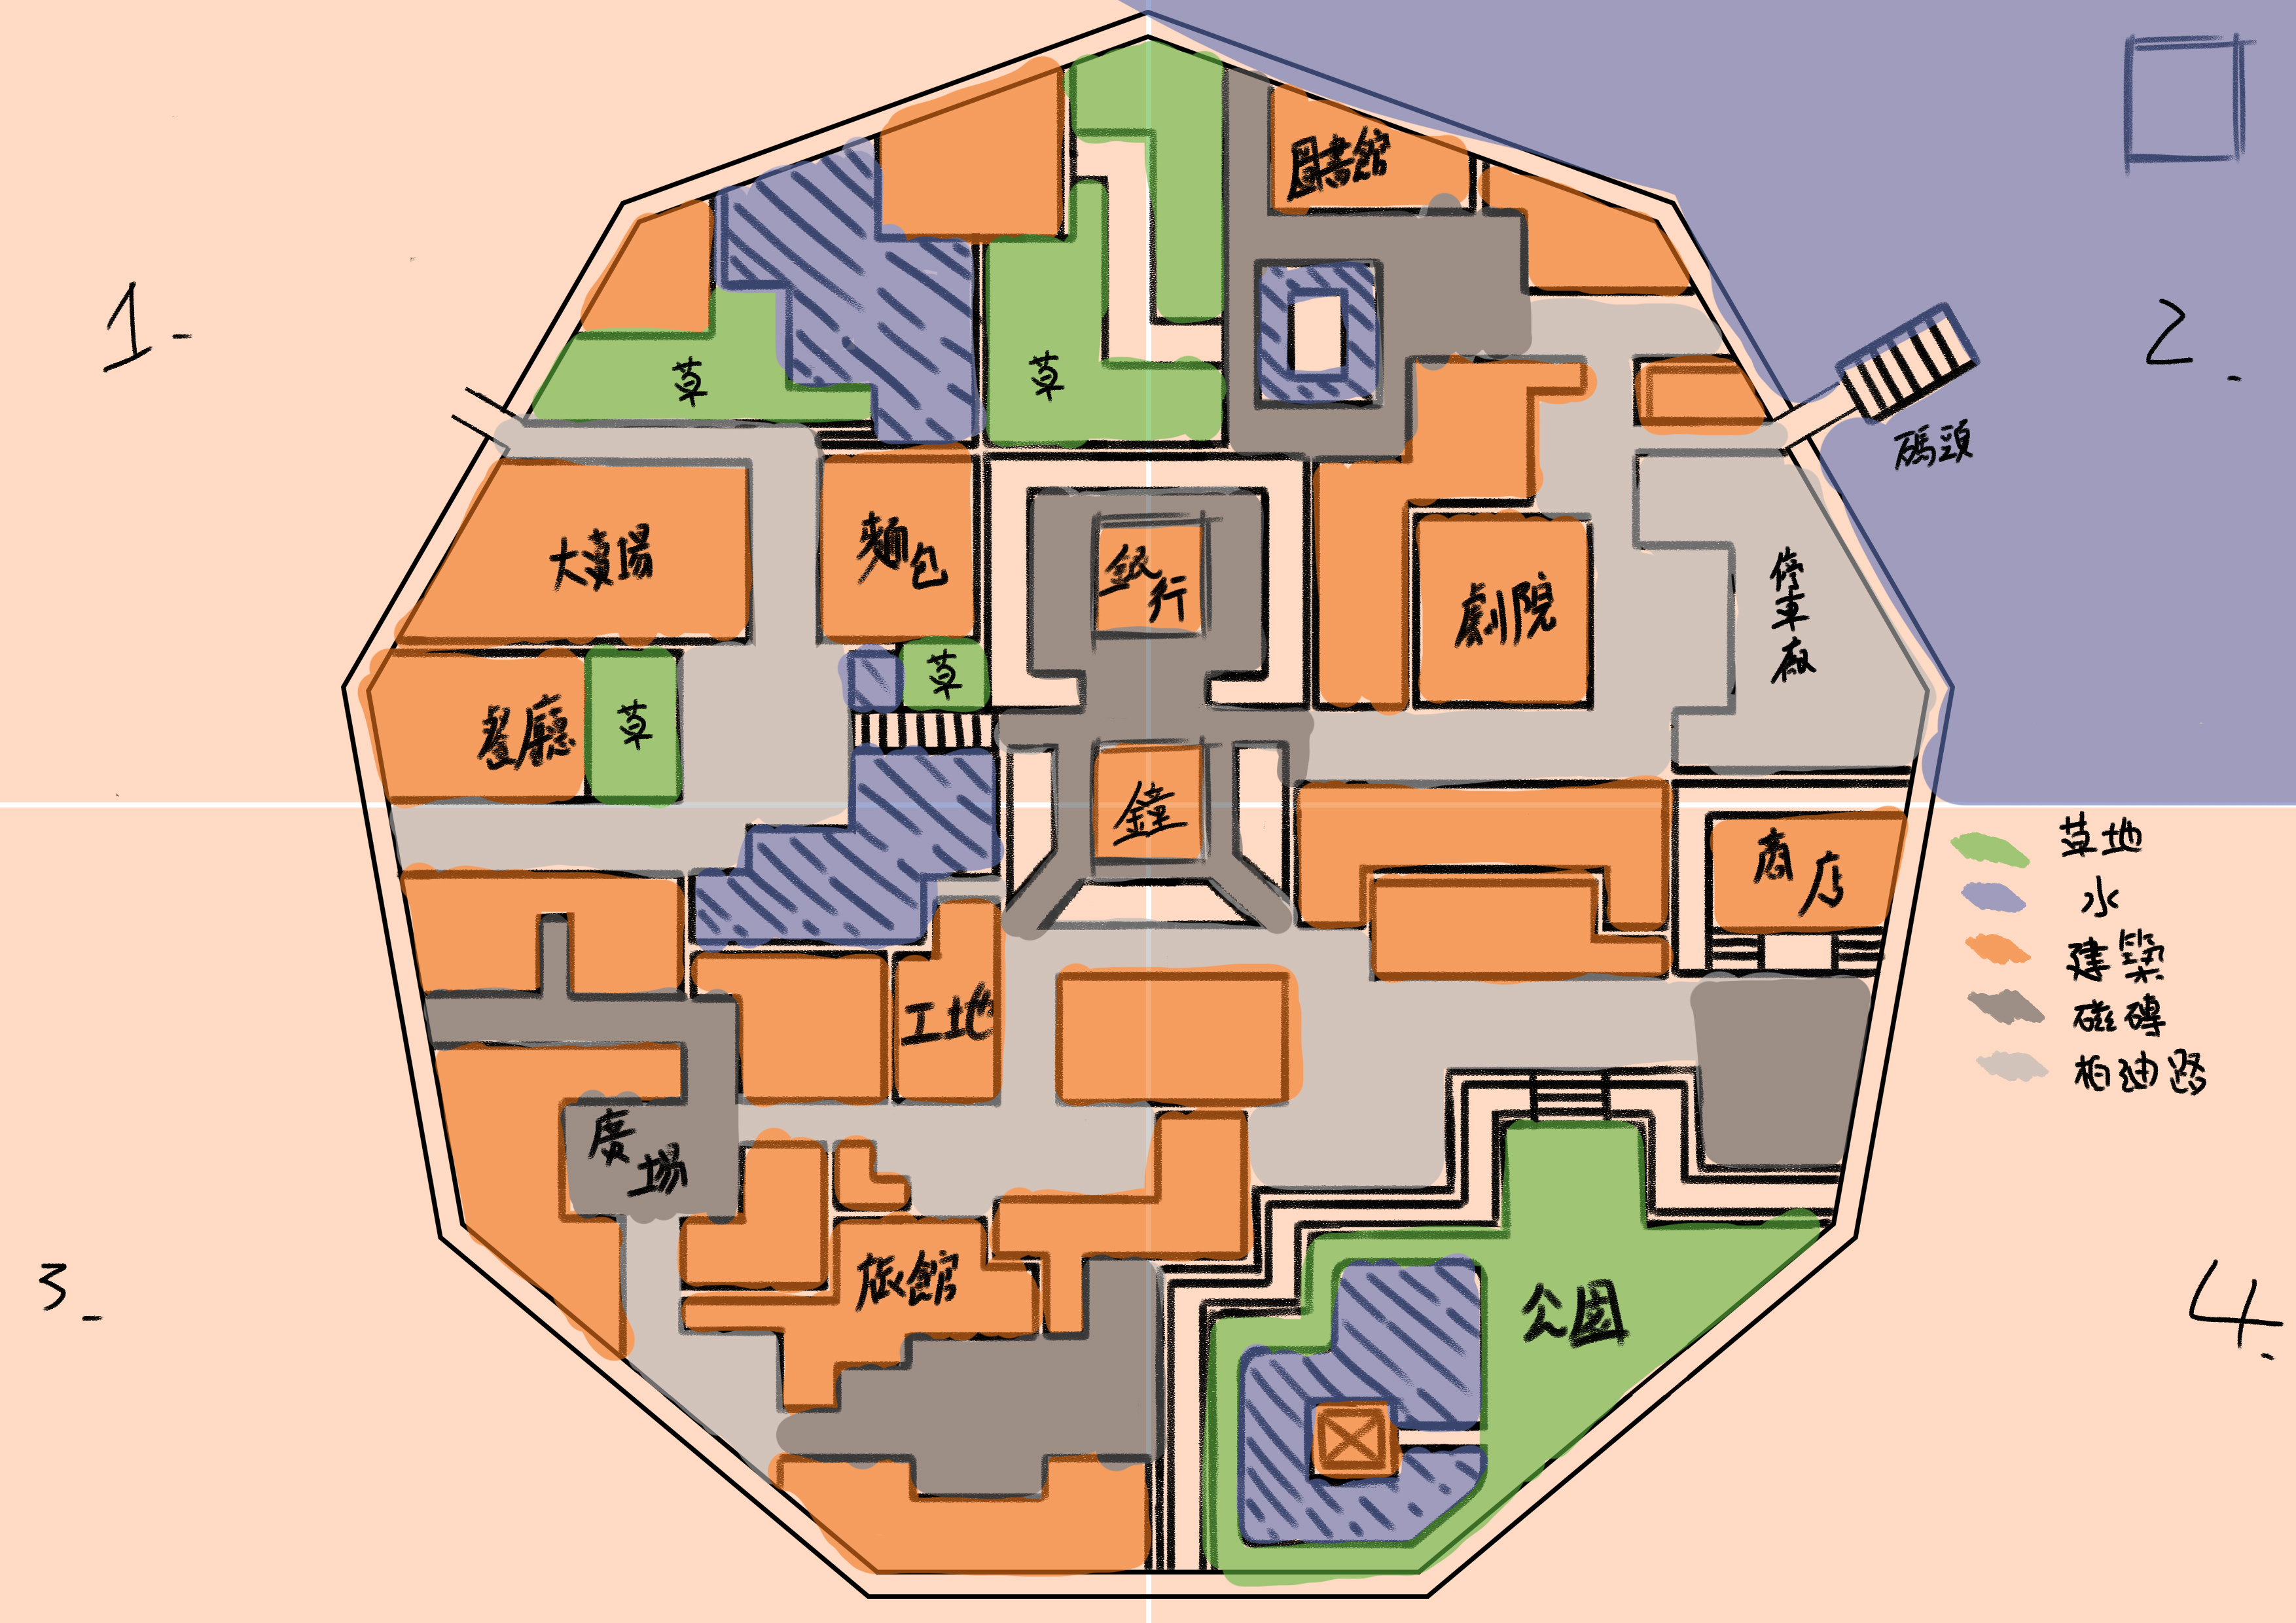 1.
2.
圖書館
草
草
碼頭
大賣場
麵包
銀行
劇院
停車廠
餐廳
草
草
鐘
商店
草地
水
建築
磁磚
柏油路
工地
廣場
旅館
公園
3.
4.